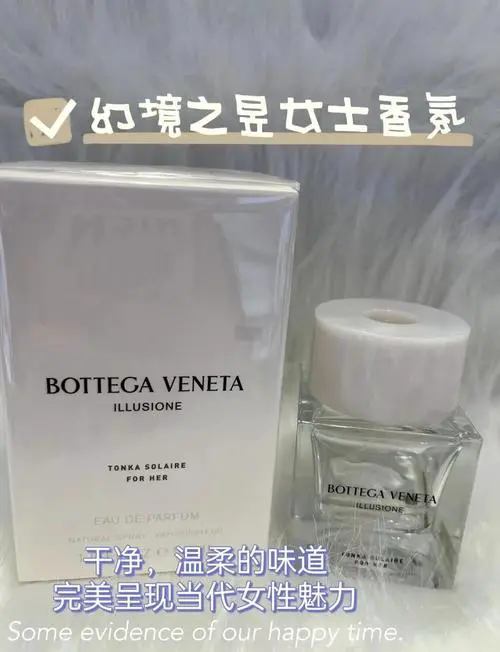 幻境之昱女士香氛
BOTTEGA VENETA
ILLUSIONE
TONKA SOLAIRE
FOR HER
EAU DE PARFUM
NATURAL SPRAY
BOTTEGA VENETA
ILLUSIONE
TONKA SOLAIRE
FOR HER
干净，温柔的味道
完美呈现当代女性魅力
Some evidence of our happy time.